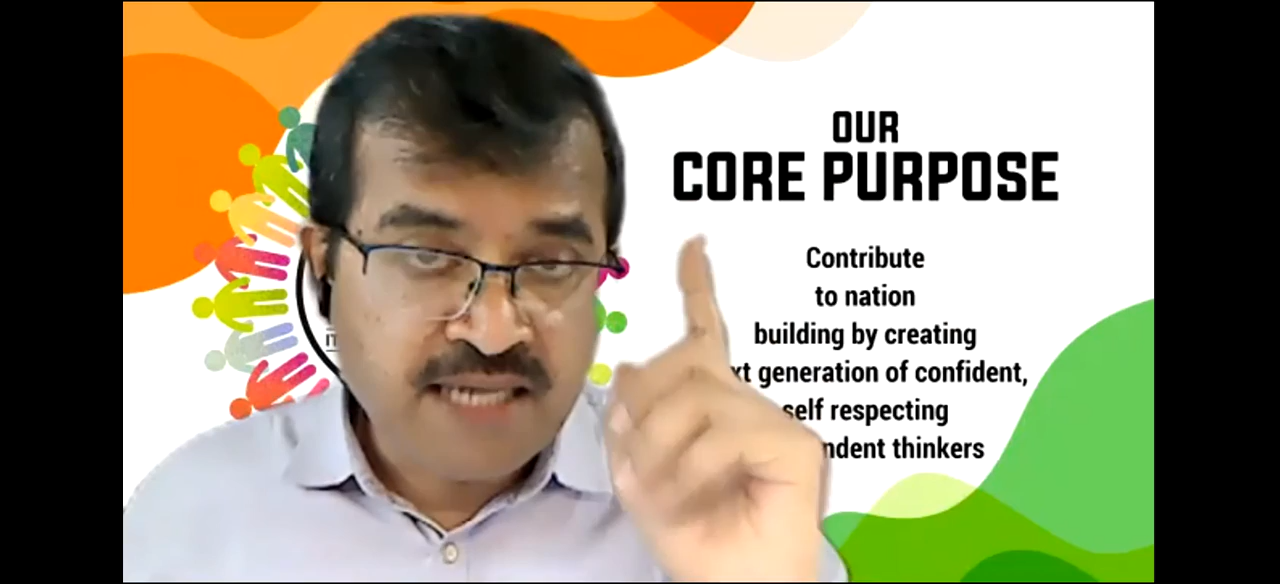 OUR
CORE PURPOSE
Contribute
to nation
building by creating
generation of confident,
self respecting
thinkers